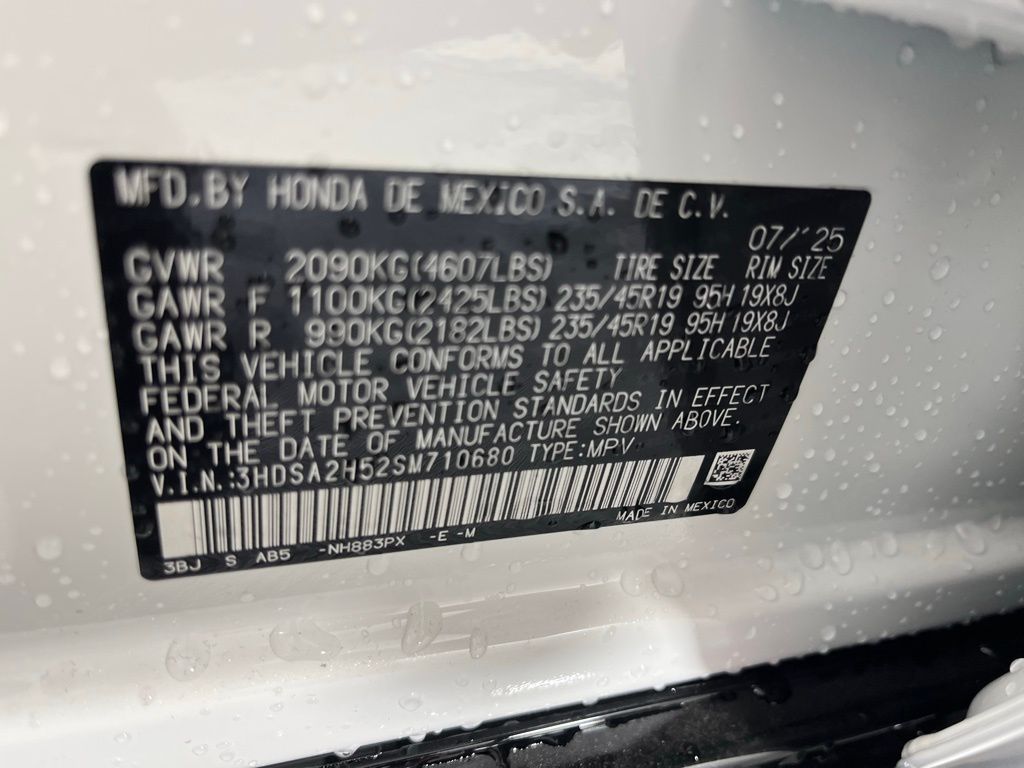 MFD.BY HONDA DE MEXICO S.A. DE C.V.
07/'25
GVWR 2090KG(4607LBS) TIRE SIZE RIM SIZE
GAWR F 1100KG(2425LBS) 235/45R19 95H 19X8J
GAWR R 990KG(2182LBS) 235/45R19 95H 19X8J
THIS VEHICLE CONFORMS TO ALL APPLICABLE
FEDERAL MOTOR VEHICLE SAFETY
AND THEFT PREVENTION STANDARDS IN EFFECT
ON THE DATE OF MANUFACTURE SHOWN ABOVE.
V.I.N.:3HDSA2H52SM710680 TYPE:MPV
MADE IN MEXICO
3BJ S AB5 -NH883PX -E-M